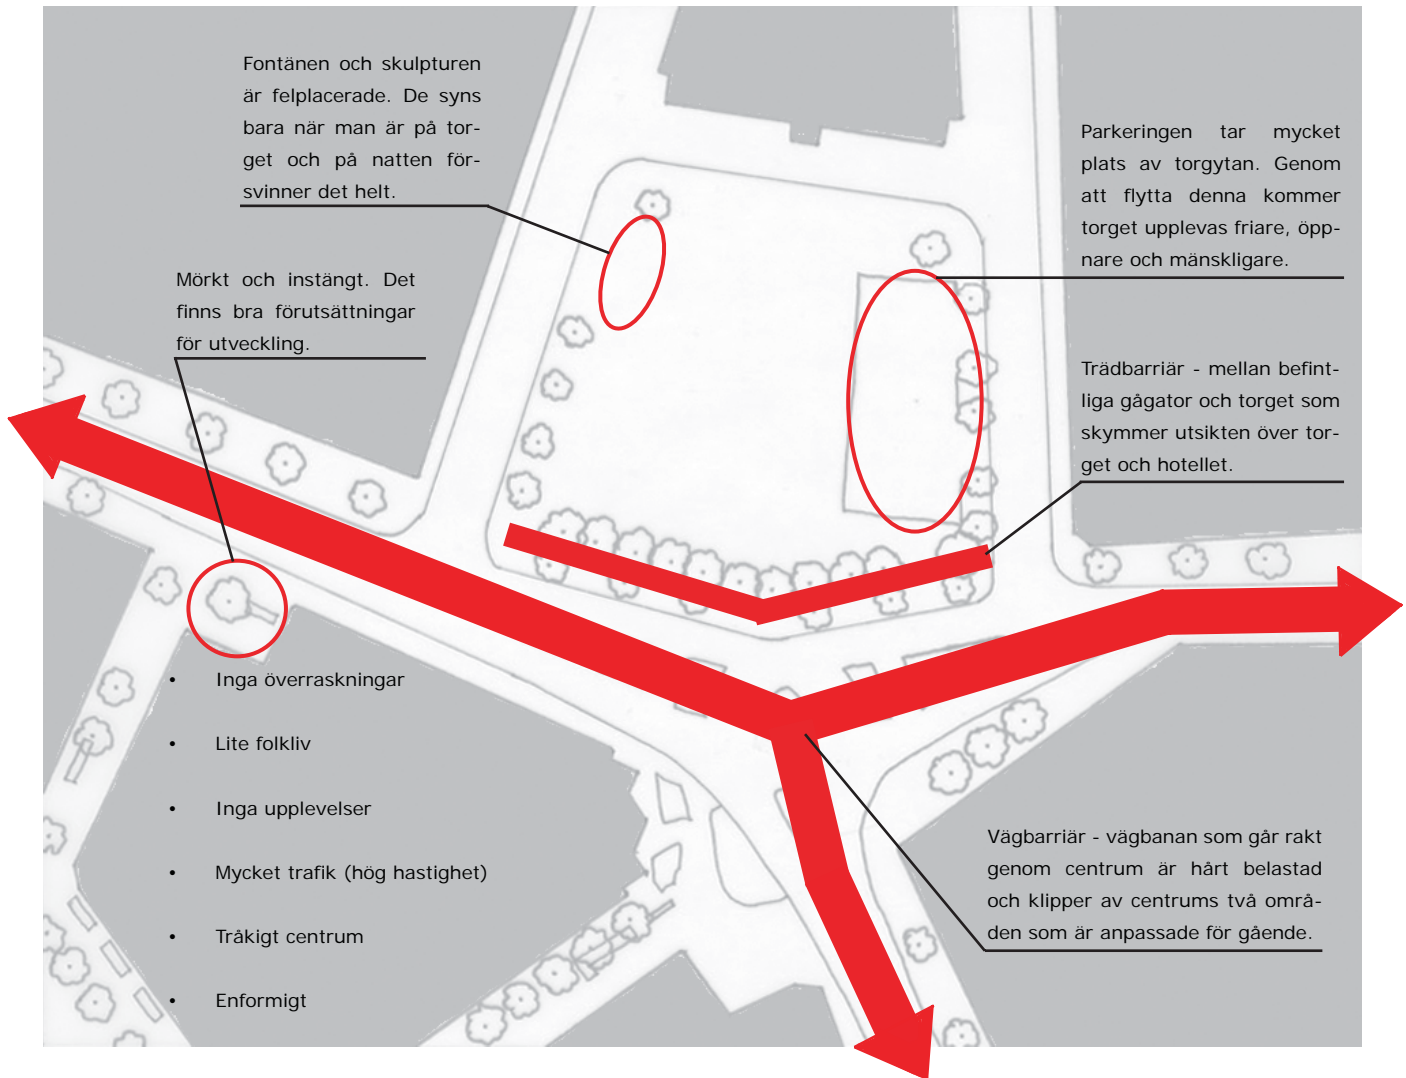 Fontänen och skulpturen
är felplacerade. De syns
bara när man är på tor-
get och på natten för-
svinner det helt.
Mörkt och instängt. Det
finns bra förutsättningar
för utveckling.
Parkeringen tar mycket
plats av torgytan. Genom
att flytta denna kommer
torget upplevas friare, öpp-
nare och mänskligare.
Trädbarriär - mellan befint-
liga gågator och torget som
skymmer utsikten över tor-
get och hotellet.
• Inga överraskningar
• Lite folkliv
• Inga upplevelser
• Mycket trafik (hög hastighet)
• Tråkigt centrum
• Enformigt
Vägbarriär - vägbanan som går rakt
genom centrum är hårt belastad
och klipper av centrums två områ-
den som är anpassade för gående.